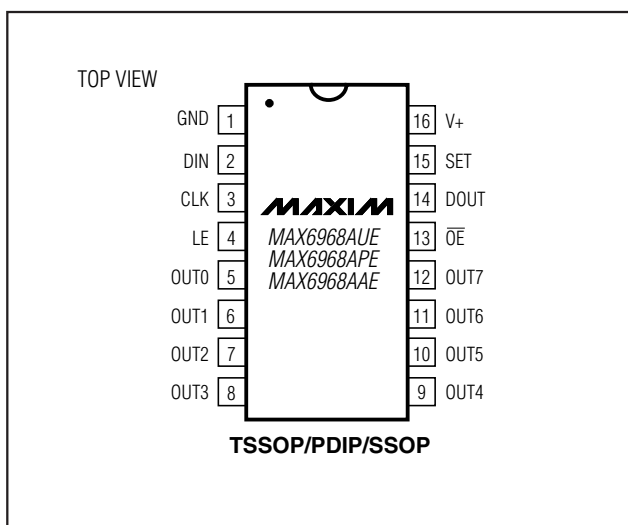 TOP VIEW
GND 1
DIN 2
CLK 3
LE 4
OUT0 5
OUT1 6
OUT2 7
OUT3 8
MAXIM
MAX6968AUE
MAX6968APE
MAX6968AAE
16 V+
15 SET
14 DOUT
13 O̅E̅
12 OUT7
11 OUT6
10 OUT5
9 OUT4
TSSOP/PDIP/SSOP